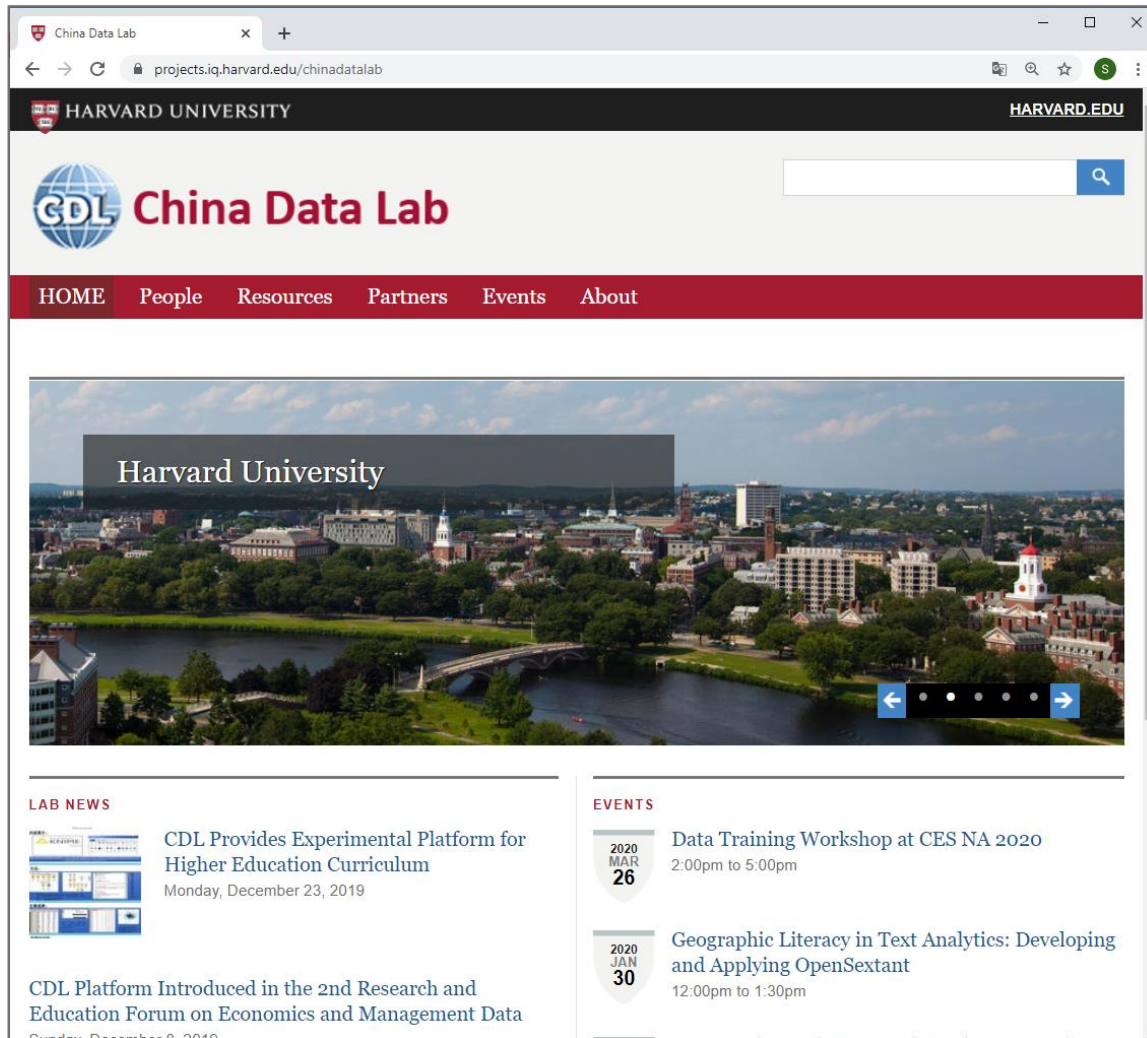 China Data Lab
projects.iq.harvard.edu/chinadatalab
S
HARVARD UNIVERSITY
HARVARD.EDU
CDL China Data Lab
HOME People Resources Partners Events About
Harvard University
LAB NEWS
CDL Provides Experimental Platform for
Higher Education Curriculum
Monday, December 23, 2019
CDL Platform Introduced in the 2nd Research and
Education Forum on Economics and Management Data
Sunday, December 8, 2019
EVENTS
2020
MAR
26
Data Training Workshop at CES NA 2020
2:00pm to 5:00pm
2020
JAN
30
Geographic Literacy in Text Analytics: Developing
and Applying OpenSextant
12:00pm to 1:30pm